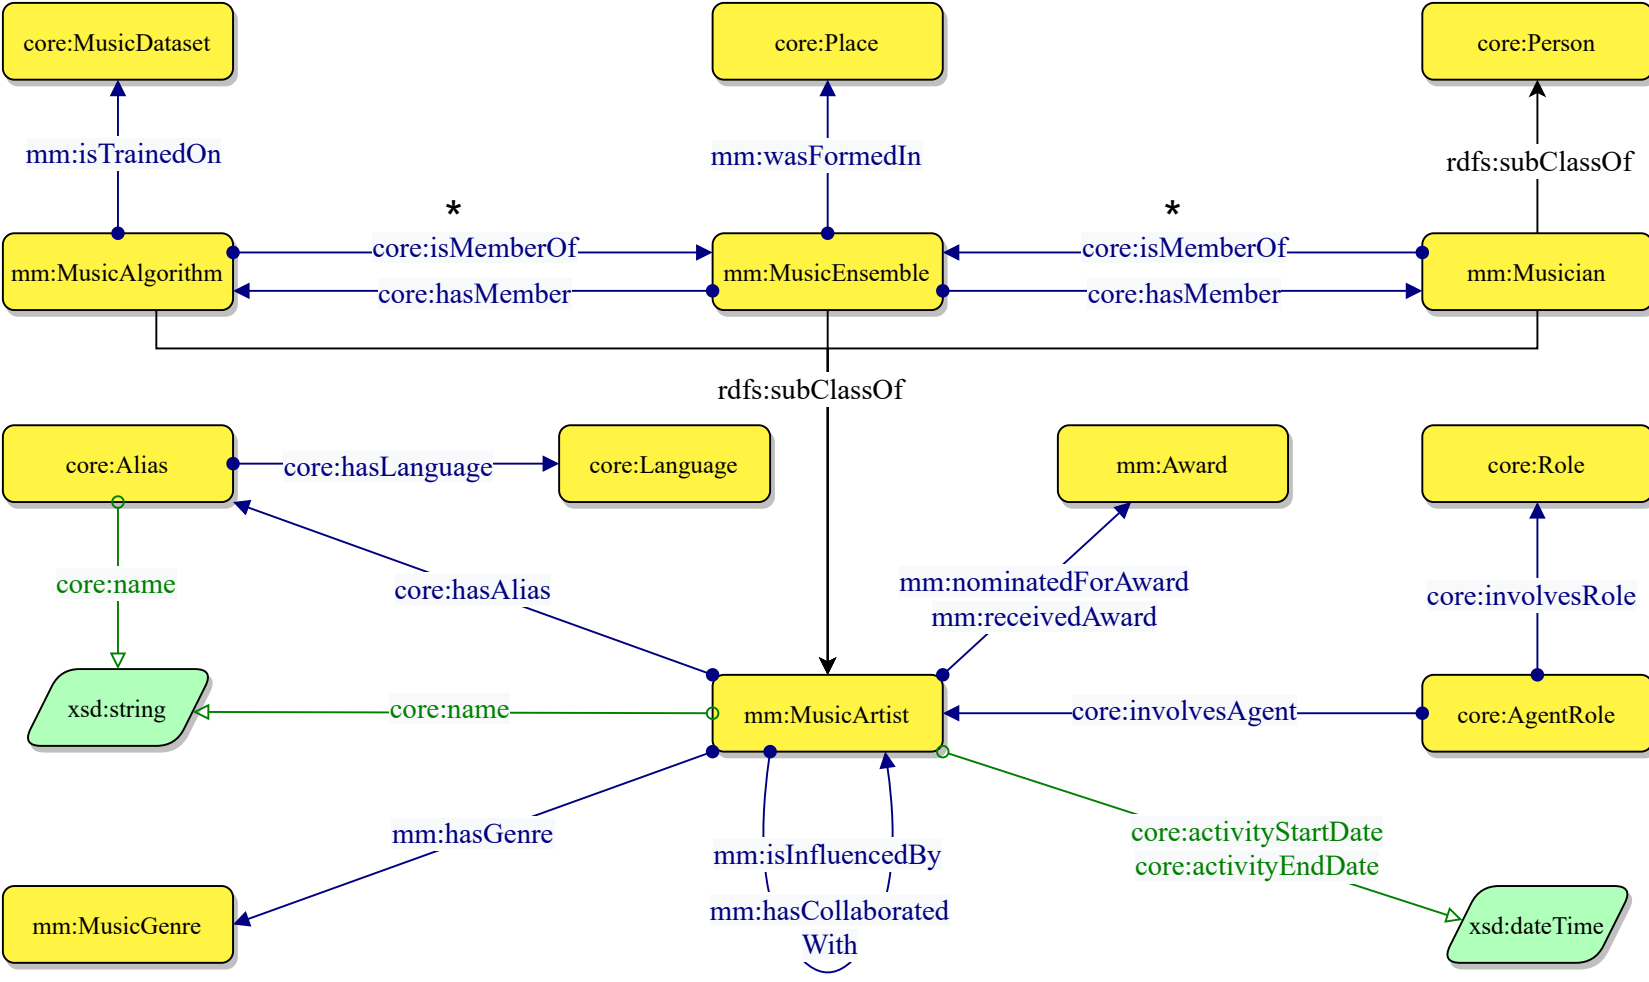 core:MusicDataset
core:Place
core:Person
mm:isTrainedOn
mm:wasFormedIn
rdfs:subClassOf
*
*
core:isMemberOf
core:isMemberOf
mm:MusicAlgorithm
mm:MusicEnsemble
mm:Musician
core:hasMember
core:hasMember
rdfs:subClassOf
core:Alias
core:hasLanguage
core:Language
mm:Award
core:Role
core:name
core:hasAlias
mm:nominatedForAward
mm:receivedAward
core:involvesRole
xsd:string
core:name
mm:MusicArtist
core:involvesAgent
core:AgentRole
mm:hasGenre
mm:isInfluencedBy
core:activityStartDate
core:activityEndDate
mm:MusicGenre
mm:hasCollaborated
With
xsd:dateTime